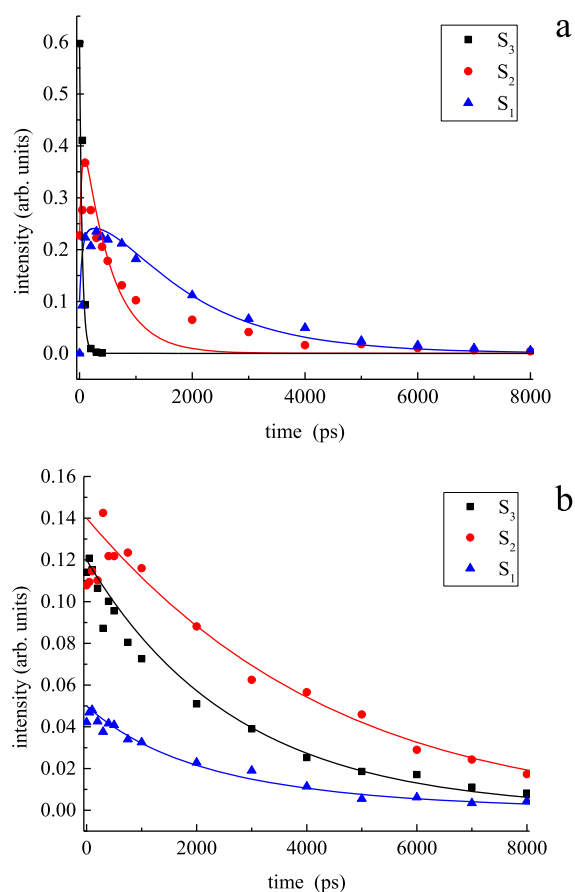 a
S₃
S₂
S₁
intensity (arb. units)
0.6
0.5
0.4
0.3
0.2
0.1
0.0
0 2000 4000 6000 8000
time (ps)
b
S₃
S₂
S₁
intensity (arb. units)
0.16
0.14
0.12
0.10
0.08
0.06
0.04
0.02
0.00
0 2000 4000 6000 8000
time (ps)